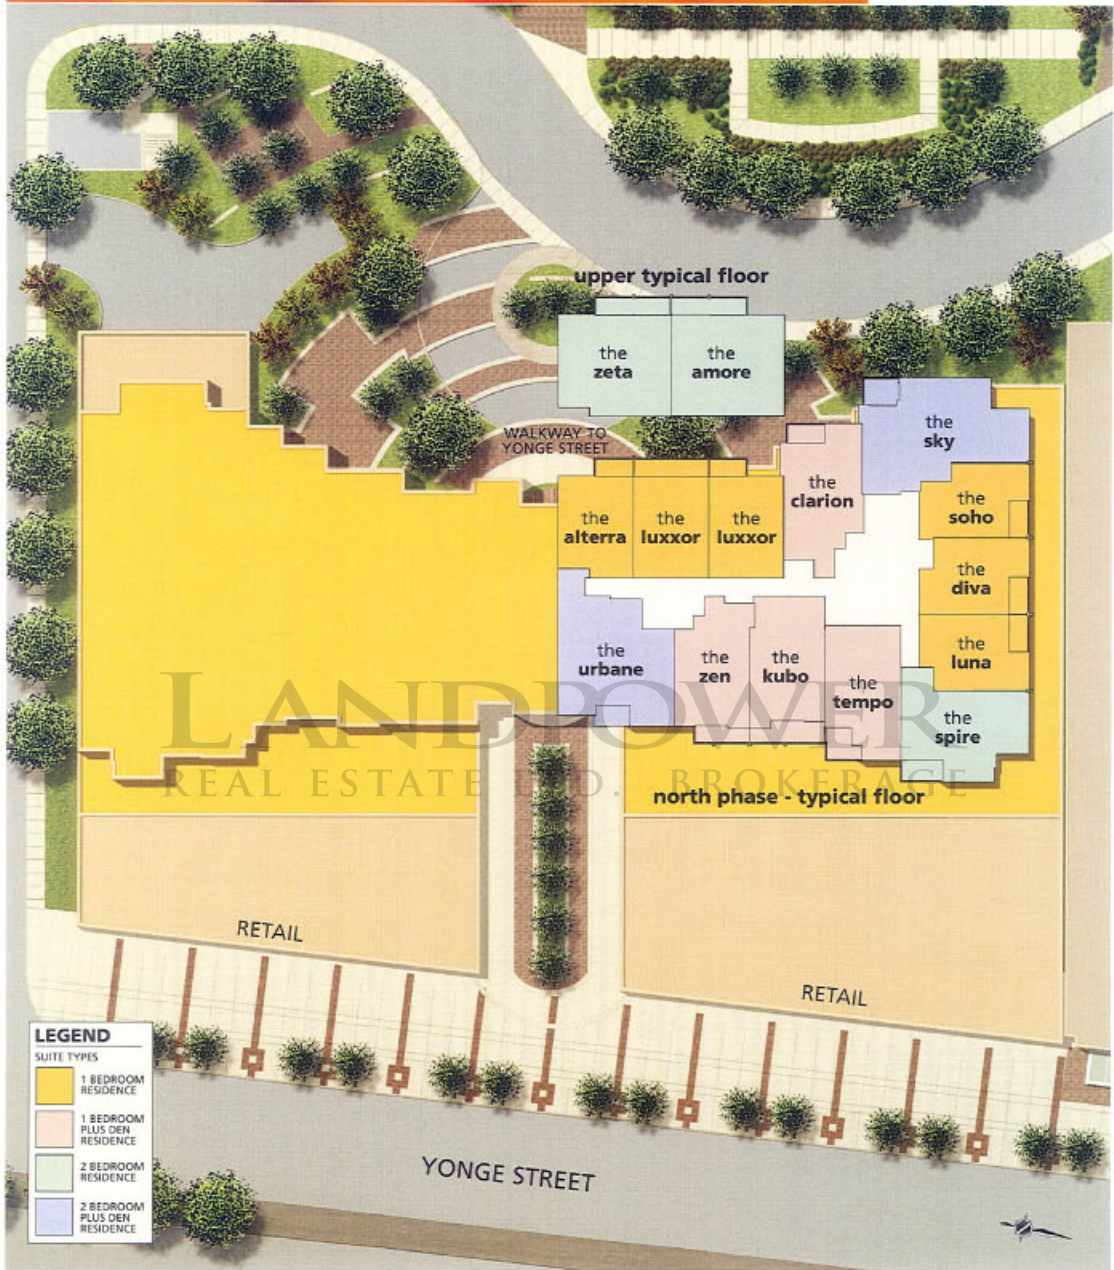 upper typical floor
the
zeta
the
amore
WALKWAY TO
YONGE STREET
the
sky
the
clarion
the
soho
the
alterra
the
luxxor
the
luxxor
the
diva
the
urbane
the
zen
the
kubo
the
tempo
the
luna
the
spire
LANDPOWER
REAL ESTATE LTD. BROKERAGE
north phase - typical floor
RETAIL
RETAIL
LEGEND
SUITE TYPES
1 BEDROOM
RESIDENCE
1 BEDROOM
PLUS DEN
RESIDENCE
2 BEDROOM
RESIDENCE
2 BEDROOM
PLUS DEN
RESIDENCE
YONGE STREET